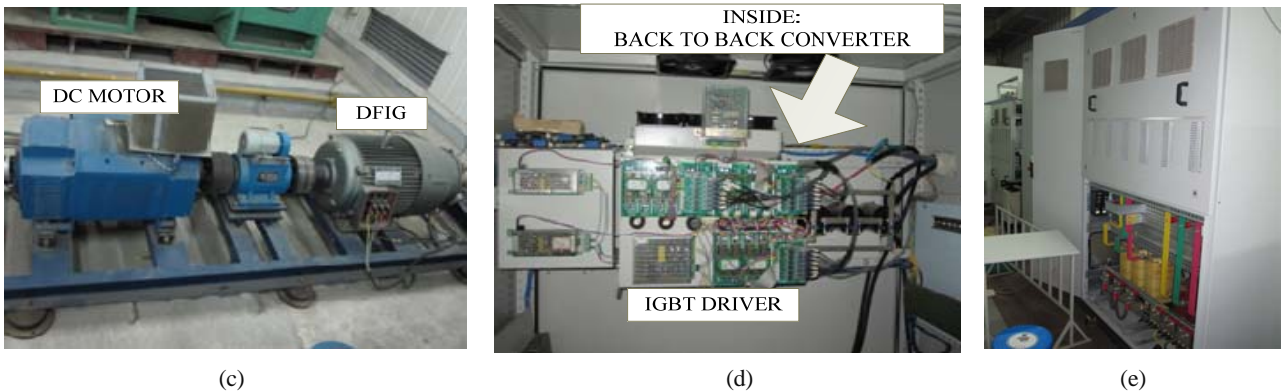 DC MOTOR
DFIG
INSIDE:
BACK TO BACK CONVERTER
IGBT DRIVER
(c)
(d)
(e)